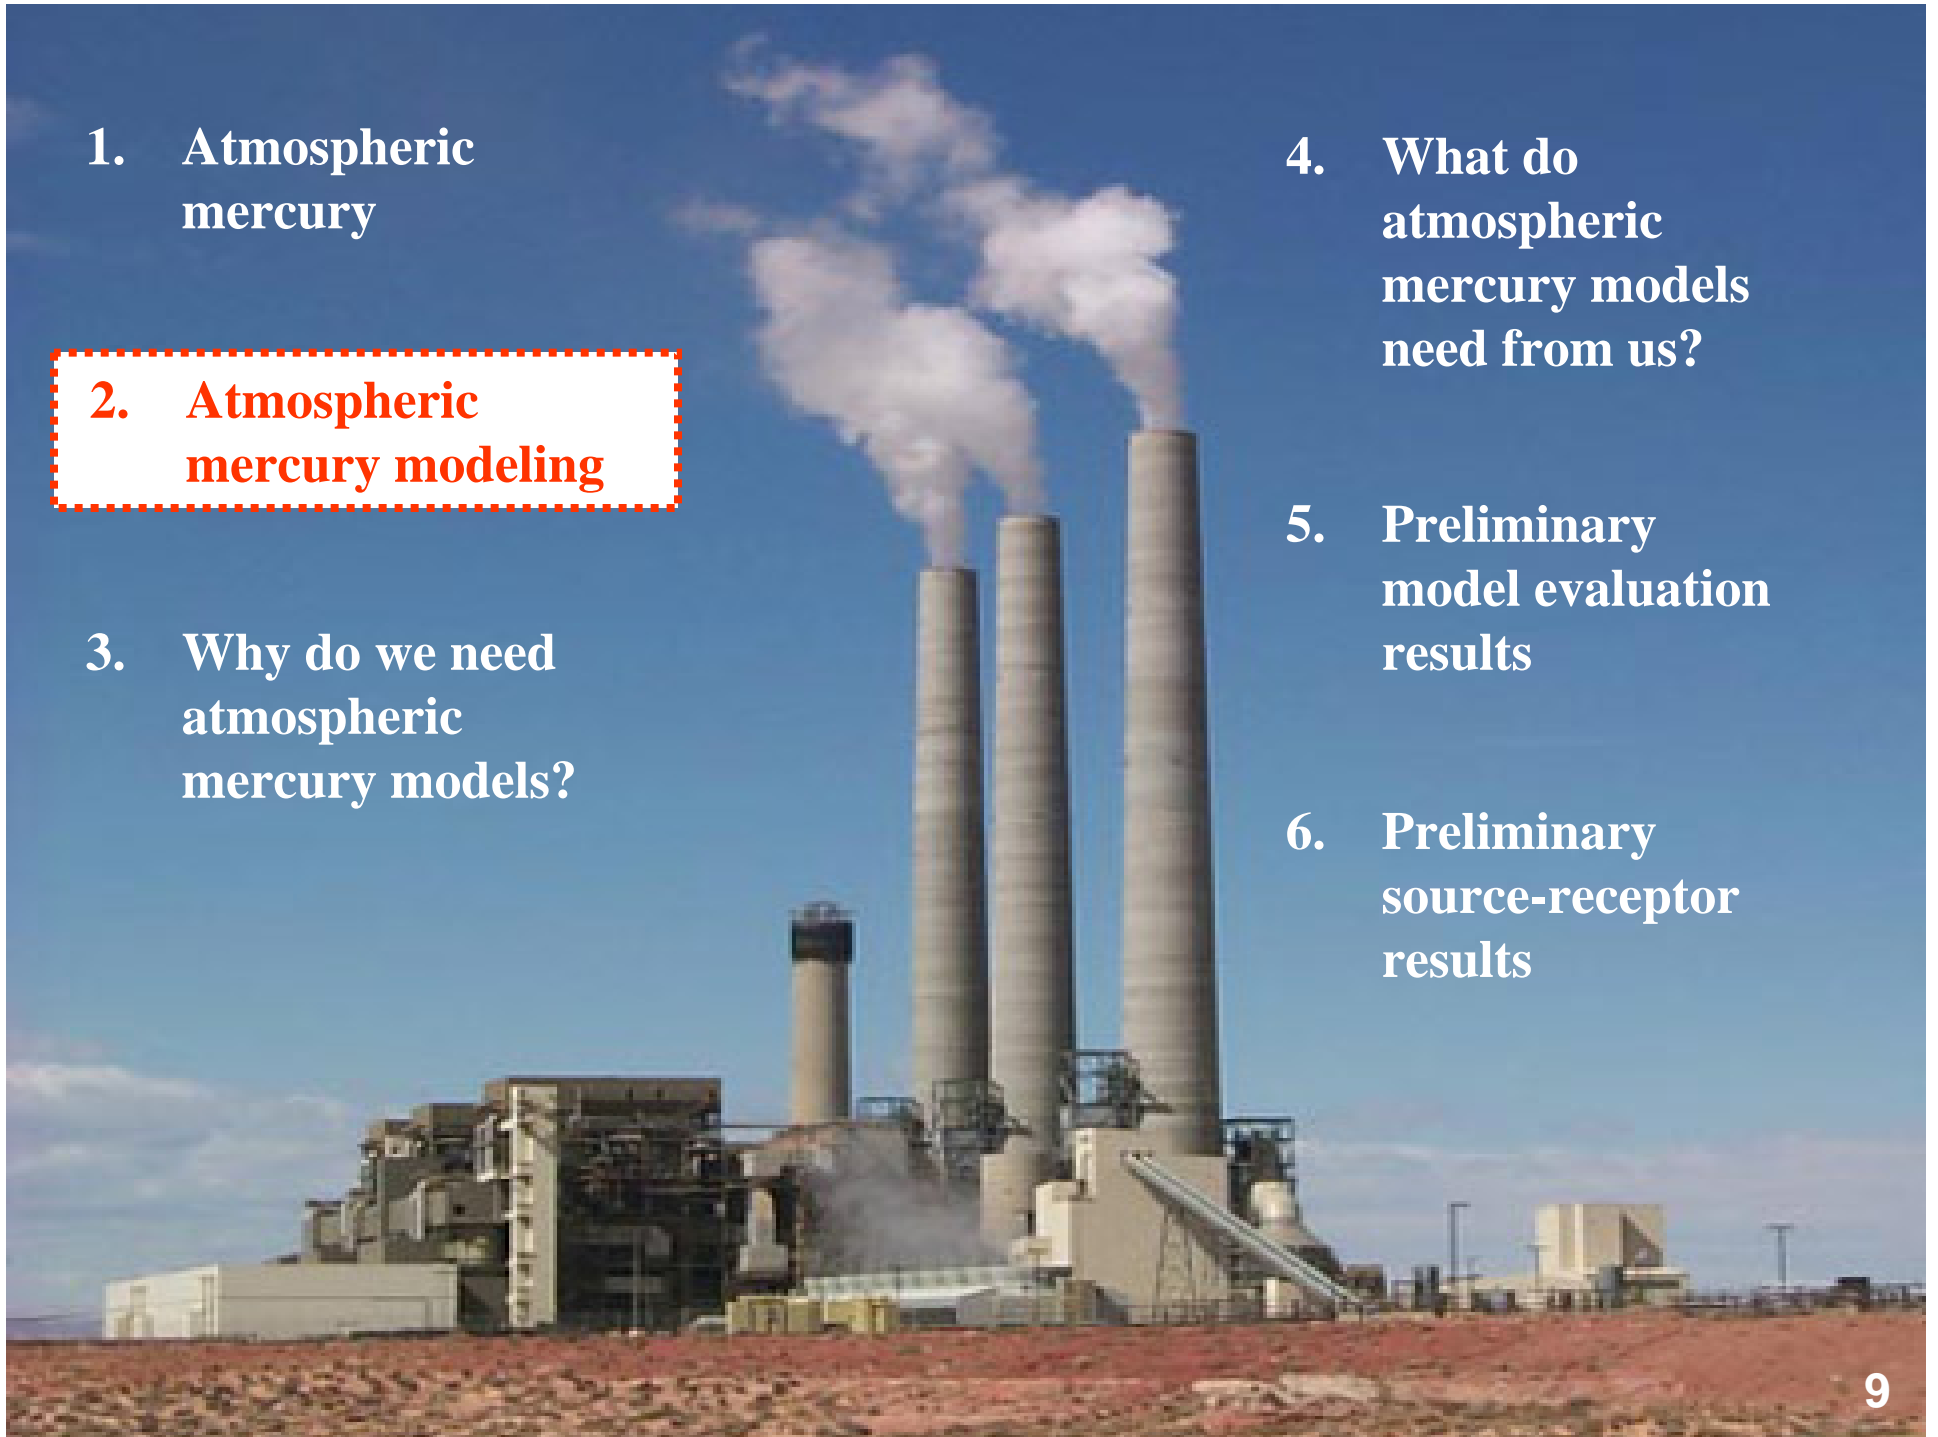 1. Atmospheric
mercury
2. Atmospheric
mercury modeling
3. Why do we need
atmospheric
mercury models?
4. What do
atmospheric
mercury models
need from us?
5. Preliminary
model evaluation
results
6. Preliminary
source-receptor
results
9